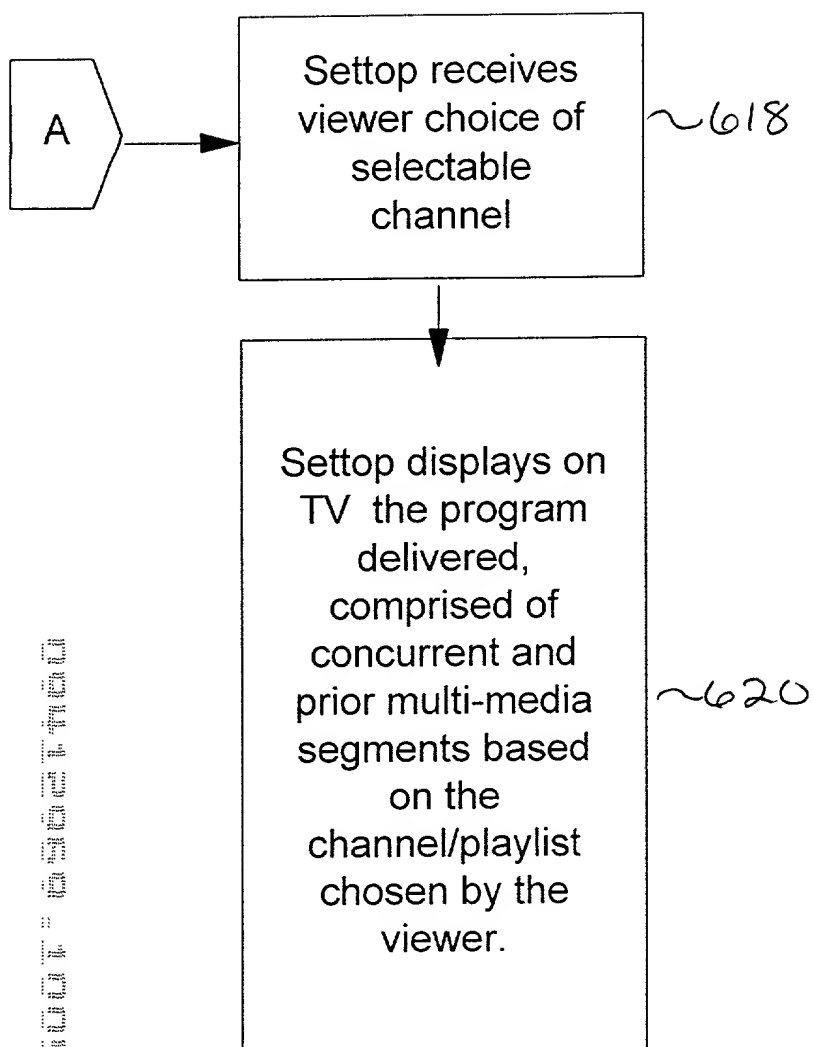 A
Settop receives
viewer choice of
selectable
channel
~618
Settop displays on
TV the program
delivered,
comprised of
concurrent and
prior multi-media
segments based
on the
channel/playlist
chosen by the
viewer.
~620